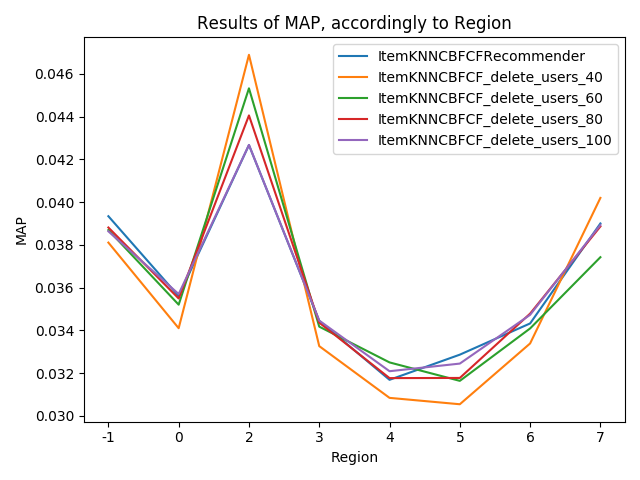 Results of MAP, accordingly to Region
ItemKNNCBFCFRecommender
ItemKNNCBFCF_delete_users_40
ItemKNNCBFCF_delete_users_60
ItemKNNCBFCF_delete_users_80
ItemKNNCBFCF_delete_users_100
MAP
0.046
0.044
0.042
0.040
0.038
0.036
0.034
0.032
0.030
-1 0 2 3 4 5 6 7
Region